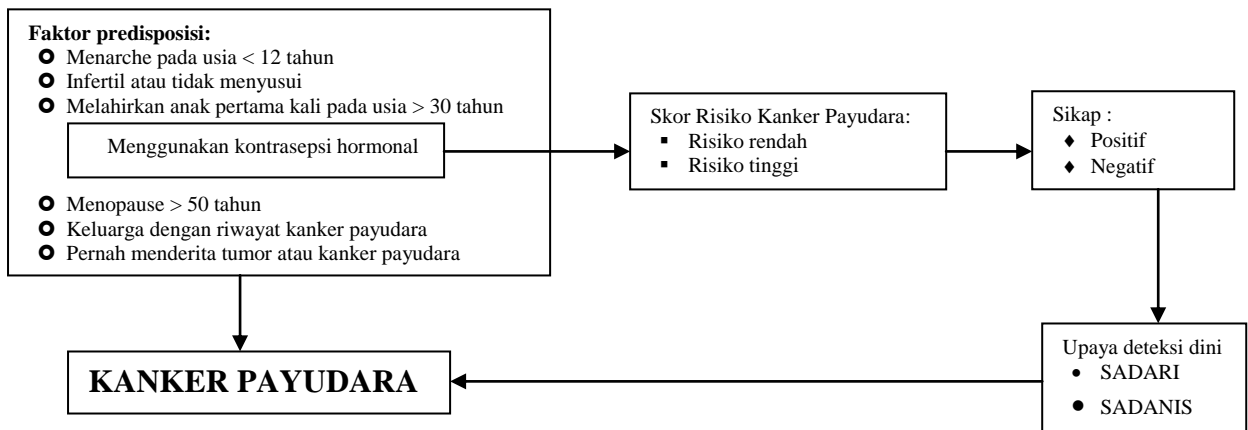 Faktor predisposisi:
Menarche pada usia < 12 tahun
Infertil atau tidak menyusui
Melahirkan anak pertama kali pada usia > 30 tahun
Menggunakan kontrasepsi hormonal
Menopause > 50 tahun
Keluarga dengan riwayat kanker payudara
Pernah menderita tumor atau kanker payudara
Skor Risiko Kanker Payudara:
Risiko rendah
Risiko tinggi
Sikap :
Positif
Negatif
Upaya deteksi dini
SADARI
SADANIS
KANKER PAYUDARA